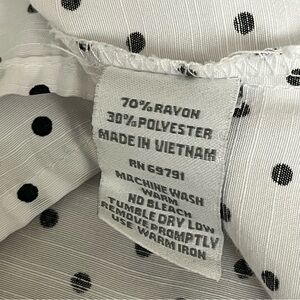 70% RAYON
30% POLYESTER
MADE IN VIETNAM
RN 69791
MACHINE WASH
WARM
NO BLEACH
TUMBLE DRY LOW
REMOVE PROMPTLY
USE WARM IRON